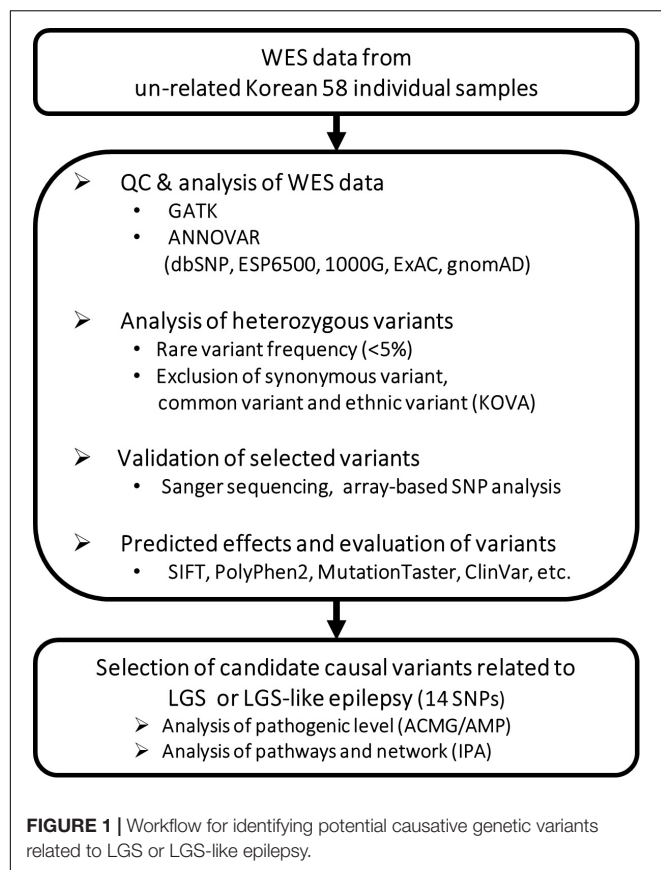 WES data from
un-related Korean 58 individual samples
➤ QC & analysis of WES data
• GATK
• ANNOVAR
(dbSNP, ESP6500, 1000G, ExAC, gnomAD)
➤ Analysis of heterozygous variants
• Rare variant frequency (<5%)
• Exclusion of synonymous variant,
common variant and ethnic variant (KOVA)
➤ Validation of selected variants
• Sanger sequencing, array-based SNP analysis
➤ Predicted effects and evaluation of variants
• SIFT, PolyPhen2, MutationTaster, ClinVar, etc.
Selection of candidate causal variants related to
LGS or LGS-like epilepsy (14 SNPs)
➤ Analysis of pathogenic level (ACMG/AMP)
➤ Analysis of pathways and network (IPA)
FIGURE 1 | Workflow for identifying potential causative genetic variants
related to LGS or LGS-like epilepsy.